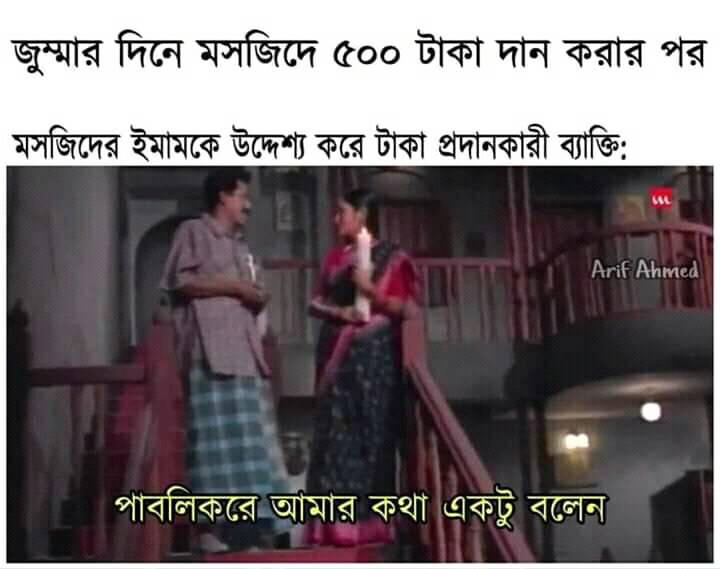 জুম্মার দিনে মসজিদে ৫০০ টাকা দান করার পর
মসজিদের ইমামকে উদ্দেশ্য করে টাকা প্রদানকারী ব্যাক্তি:
Arif Ahmed
পাবলিকরে আমার কথা একটু বলেন